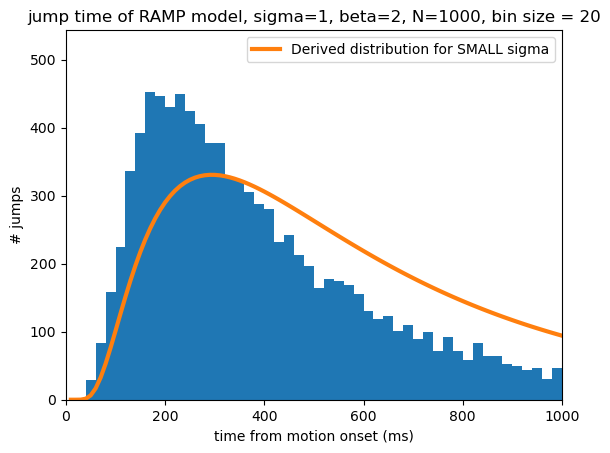 jump time of RAMP model, sigma=1, beta=2, N=1000, bin size = 20
Derived distribution for SMALL sigma
500
400
300
200
100
0
# jumps
0 200 400 600 800 1000
time from motion onset (ms)